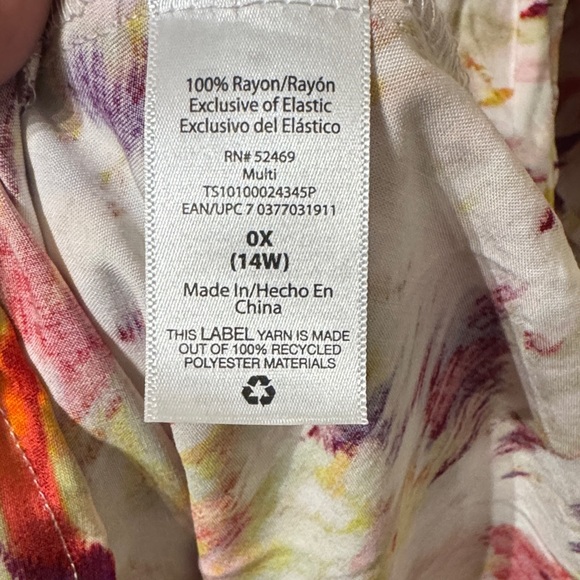 100% Rayon/Rayón
Exclusive of Elastic
Exclusivo del Elástico
RN# 52469
Multi
TS10100024345P
EAN/UPC 7 0377031911
0X
(14W)
Made In/Hecho En
China
THIS LABEL YARN IS MADE
OUT OF 100% RECYCLED
POLYESTER MATERIALS